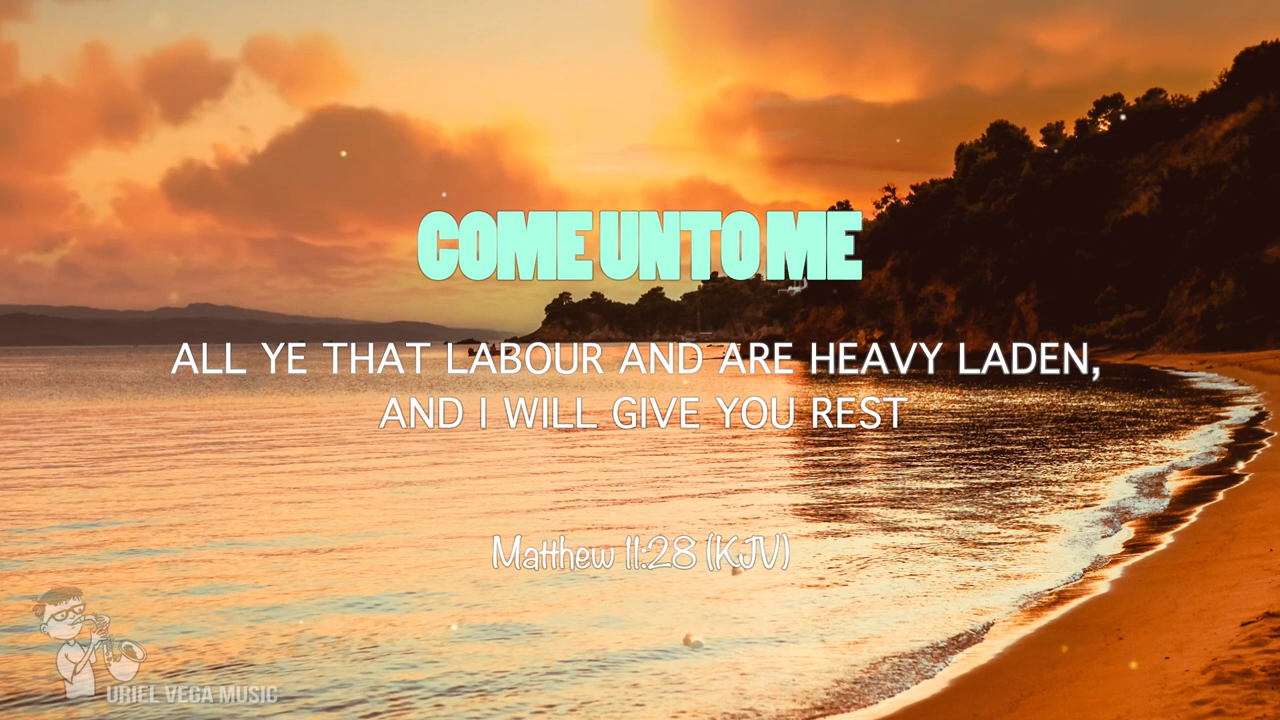 COME UNTO ME
ALL YE THAT LABOUR AND ARE HEAVY LADEN,
AND I WILL GIVE YOU REST
Matthew 11:28 (KJV)
URIEL VEGA MUSIC